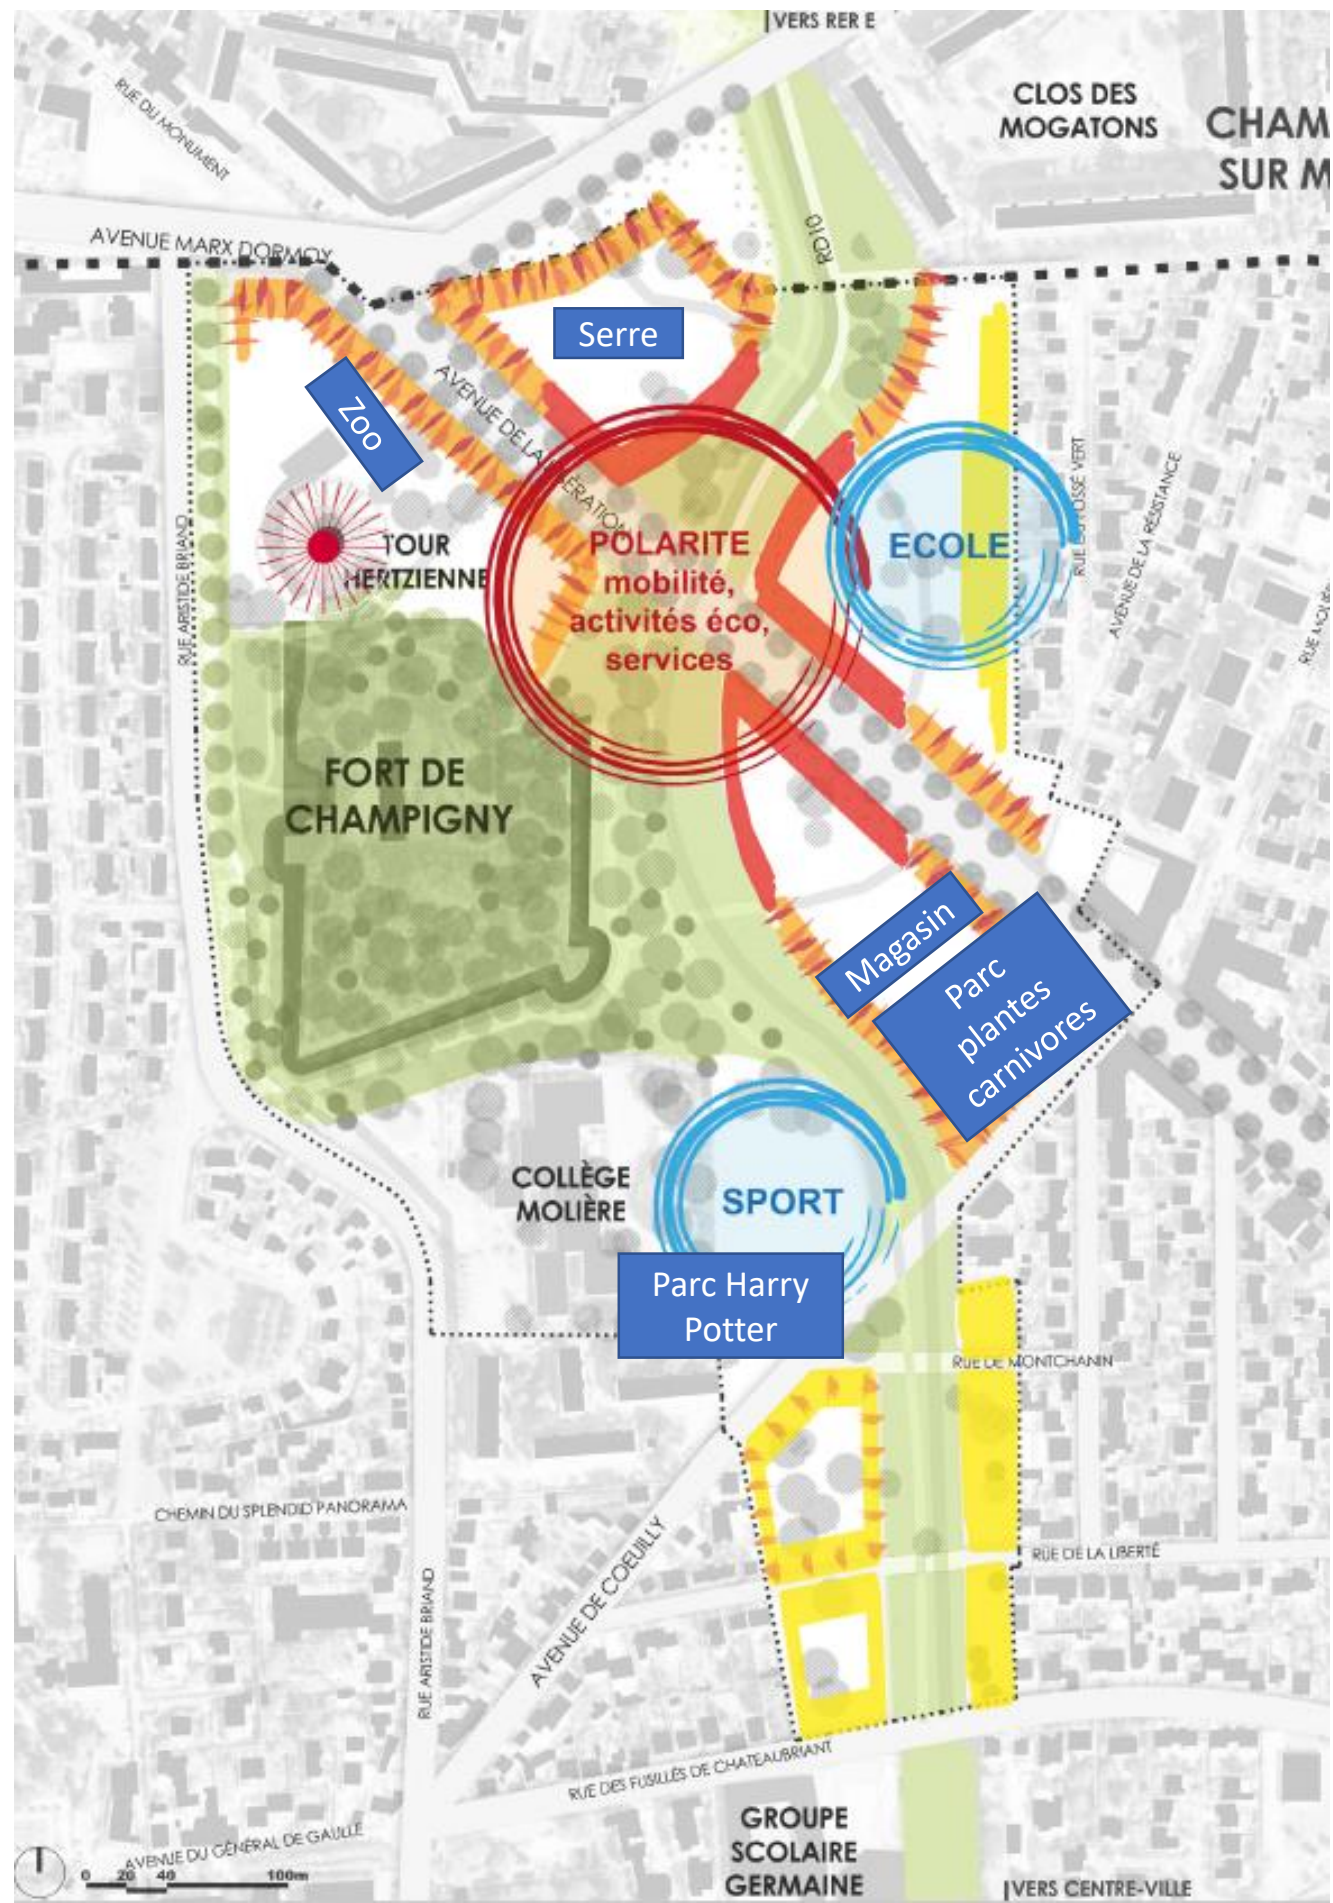 VERS RER E
CLOS DES
MOGATONS
CHAM
SUR M
RUE DU MONUMENT
AVENUE MARX DORMOY
RD10
Serre
Zoo
AVENUE DE LA
ÉRATION
RUE ARISTIDE BRIAND
TOUR
HERTZIENNE
POLARITE
mobilité,
activités éco,
services
ECOLE
FOSSÉ VERT
AVENUE DE LA RÉSISTANCE
FORT DE
CHAMPIGNY
Magasin
Parc
plantes
carnivores
COLLÈGE
MOLIÈRE
SPORT
Parc Harry
Potter
RUE DE MONTCHANIN
CHEMIN DU SPLENDID PANORAMA
RUE DE LA LIBERTÉ
AVENUE DE COEUILLY
RUE ARISTIDE BRIAND
RUE DES FUSILLÉS DE CHATEAUBRIANT
AVENUE DU GÉNÉRAL DE GAULLE
0 20 40 100m
GROUPE
SCOLAIRE
GERMAINE
VERS CENTRE-VILLE